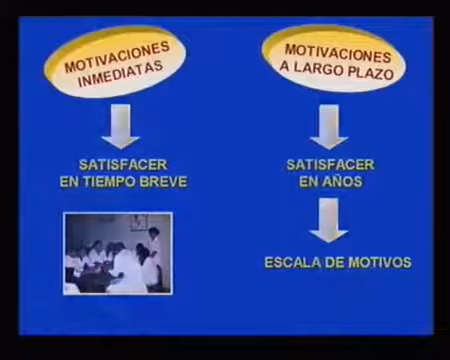 MOTIVACIONES
INMEDIATAS
SATISFACER
EN TIEMPO BREVE
MOTIVACIONES
A LARGO PLAZO
SATISFACER
EN AÑOS
ESCALA DE MOTIVOS